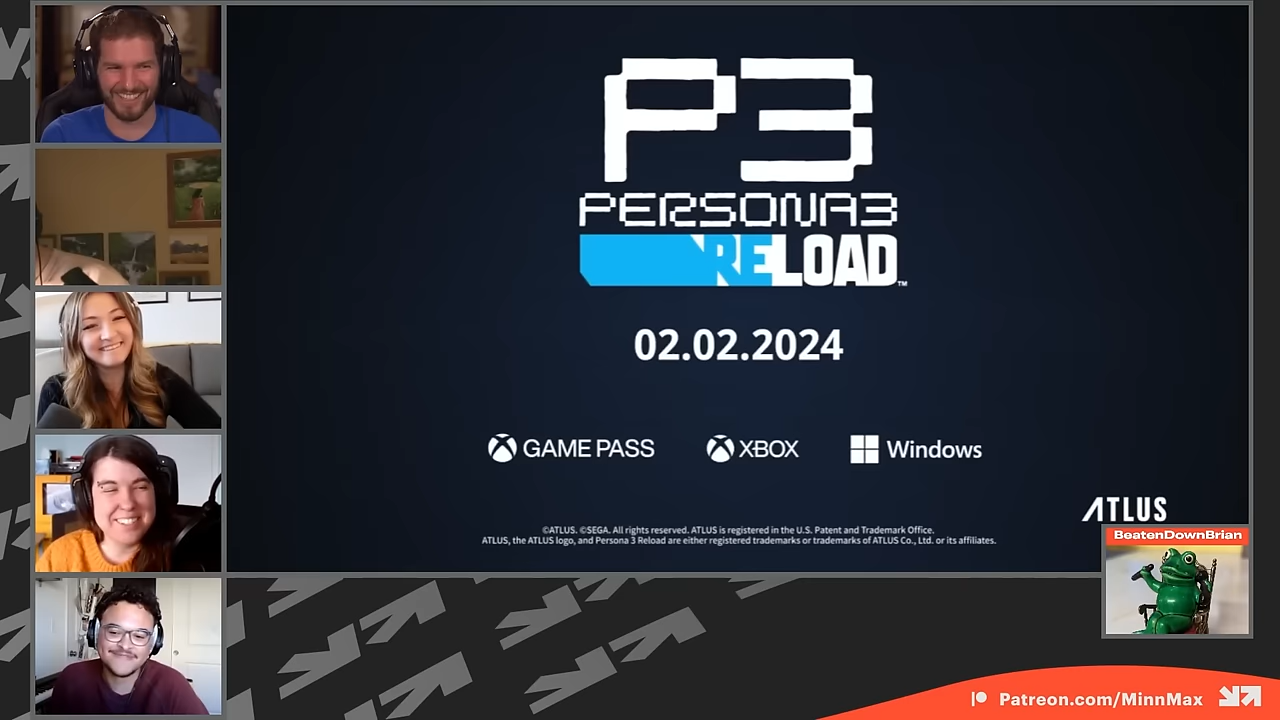 P3
PERSONA3
RELOAD™
02.02.2024
GAME PASS XBOX Windows
ATLUS
©ATLUS. ©SEGA. All rights reserved. ATLUS is registered in the U.S. Patent and Trademark Office.
ATLUS, the ATLUS logo, and Persona 3 Reload are either registered trademarks or trademarks of ATLUS Co., Ltd. or its affiliates.
BeatenDownBrian
Patreon.com/MinnMax